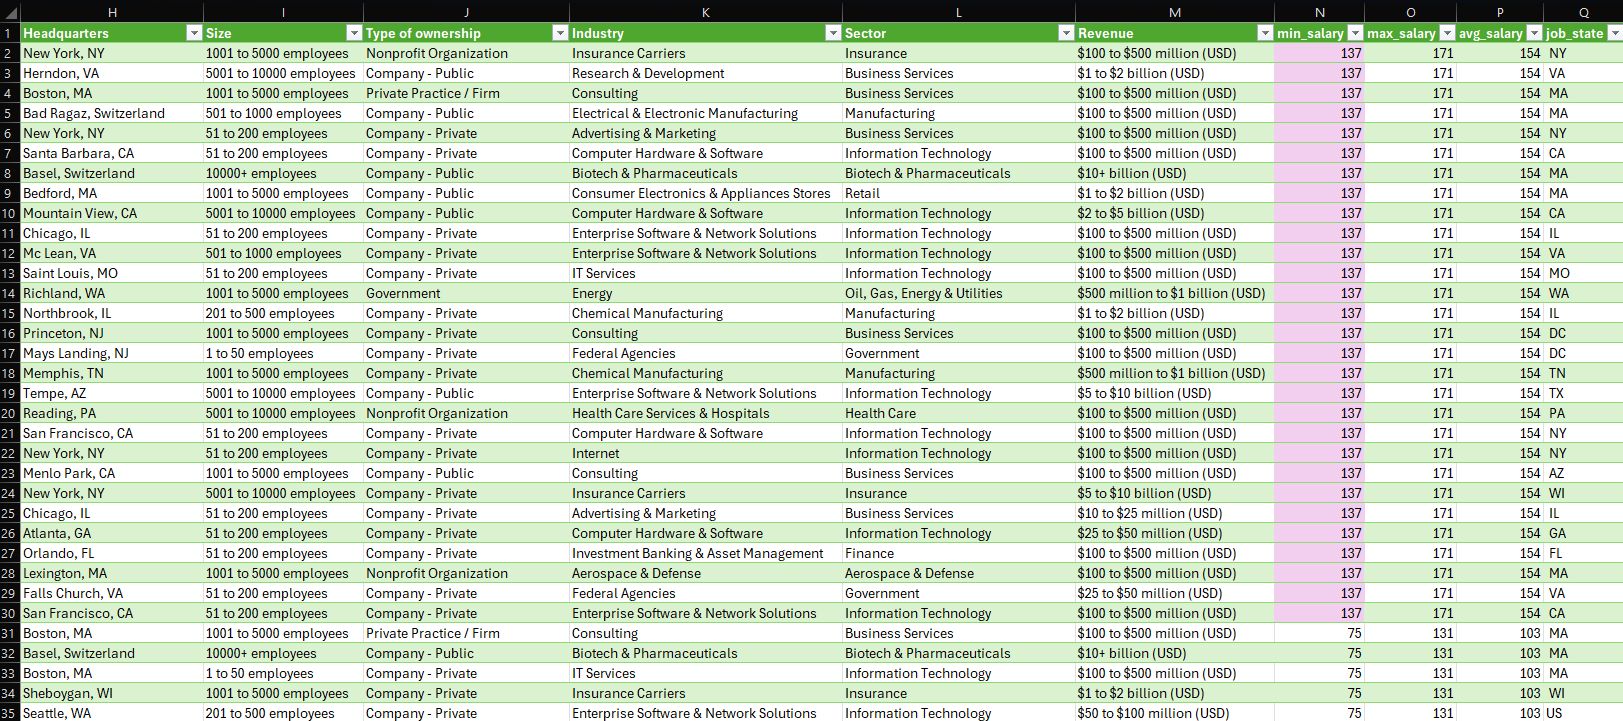 H I J K L M N O P Q
1 Headquarters Size Type of ownership Industry Sector Revenue min_salary max_salary avg_salary job_state
2 New York, NY 1001 to 5000 employees Nonprofit Organization Insurance Carriers Insurance $100 to $500 million (USD) 137 171 154 NY
3 Herndon, VA 5001 to 10000 employees Company - Public Research & Development Business Services $1 to $2 billion (USD) 137 171 154 VA
4 Boston, MA 1001 to 5000 employees Private Practice / Firm Consulting Business Services $100 to $500 million (USD) 137 171 154 MA
5 Bad Ragaz, Switzerland 501 to 1000 employees Company - Public Electrical & Electronic Manufacturing Manufacturing $100 to $500 million (USD) 137 171 154 MA
6 New York, NY 51 to 200 employees Company - Private Advertising & Marketing Business Services $100 to $500 million (USD) 137 171 154 NY
7 Santa Barbara, CA 51 to 200 employees Company - Private Computer Hardware & Software Information Technology $100 to $500 million (USD) 137 171 154 CA
8 Basel, Switzerland 10000+ employees Company - Public Biotech & Pharmaceuticals Biotech & Pharmaceuticals $10+ billion (USD) 137 171 154 MA
9 Bedford, MA 1001 to 5000 employees Company - Public Consumer Electronics & Appliances Stores Retail $1 to $2 billion (USD) 137 171 154 MA
10 Mountain View, CA 5001 to 10000 employees Company - Public Computer Hardware & Software Information Technology $2 to $5 billion (USD) 137 171 154 CA
11 Chicago, IL 51 to 200 employees Company - Private Enterprise Software & Network Solutions Information Technology $100 to $500 million (USD) 137 171 154 IL
12 Mc Lean, VA 501 to 1000 employees Company - Private Enterprise Software & Network Solutions Information Technology $100 to $500 million (USD) 137 171 154 VA
13 Saint Louis, MO 51 to 200 employees Company - Private IT Services Information Technology $100 to $500 million (USD) 137 171 154 MO
14 Richland, WA 1001 to 5000 employees Government Energy Oil, Gas, Energy & Utilities $500 million to $1 billion (USD) 137 171 154 WA
15 Northbrook, IL 201 to 500 employees Company - Private Chemical Manufacturing Manufacturing $1 to $2 billion (USD) 137 171 154 IL
16 Princeton, NJ 1001 to 5000 employees Company - Private Consulting Business Services $100 to $500 million (USD) 137 171 154 DC
17 Mays Landing, NJ 1 to 50 employees Company - Private Federal Agencies Government $100 to $500 million (USD) 137 171 154 DC
18 Memphis, TN 1001 to 5000 employees Company - Private Chemical Manufacturing Manufacturing $500 million to $1 billion (USD) 137 171 154 TN
19 Tempe, AZ 5001 to 10000 employees Company - Public Enterprise Software & Network Solutions Information Technology $5 to $10 billion (USD) 137 171 154 TX
20 Reading, PA 5001 to 10000 employees Nonprofit Organization Health Care Services & Hospitals Health Care $100 to $500 million (USD) 137 171 154 PA
21 San Francisco, CA 51 to 200 employees Company - Private Computer Hardware & Software Information Technology $100 to $500 million (USD) 137 171 154 NY
22 New York, NY 51 to 200 employees Company - Private Internet Information Technology $100 to $500 million (USD) 137 171 154 NY
23 Menlo Park, CA 1001 to 5000 employees Company - Public Consulting Business Services $100 to $500 million (USD) 137 171 154 AZ
24 New York, NY 5001 to 10000 employees Company - Private Insurance Carriers Insurance $5 to $10 billion (USD) 137 171 154 WI
25 Chicago, IL 51 to 200 employees Company - Private Advertising & Marketing Business Services $10 to $25 million (USD) 137 171 154 IL
26 Atlanta, GA 51 to 200 employees Company - Private Computer Hardware & Software Information Technology $25 to $50 million (USD) 137 171 154 GA
27 Orlando, FL 51 to 200 employees Company - Private Investment Banking & Asset Management Finance $100 to $500 million (USD) 137 171 154 FL
28 Lexington, MA 1001 to 5000 employees Nonprofit Organization Aerospace & Defense Aerospace & Defense $100 to $500 million (USD) 137 171 154 MA
29 Falls Church, VA 51 to 200 employees Company - Private Federal Agencies Government $25 to $50 million (USD) 137 171 154 VA
30 San Francisco, CA 51 to 200 employees Company - Private Enterprise Software & Network Solutions Information Technology $100 to $500 million (USD) 137 171 154 CA
31 Boston, MA 1001 to 5000 employees Private Practice / Firm Consulting Business Services $100 to $500 million (USD) 75 131 103 MA
32 Basel, Switzerland 10000+ employees Company - Public Biotech & Pharmaceuticals Biotech & Pharmaceuticals $10+ billion (USD) 75 131 103 MA
33 Boston, MA 1 to 50 employees Company - Private IT Services Information Technology $100 to $500 million (USD) 75 131 103 MA
34 Sheboygan, WI 1001 to 5000 employees Company - Private Insurance Carriers Insurance $1 to $2 billion (USD) 75 131 103 WI
35 Seattle, WA 201 to 500 employees Company - Private Enterprise Software & Network Solutions Information Technology $50 to $100 million (USD) 75 131 103 US